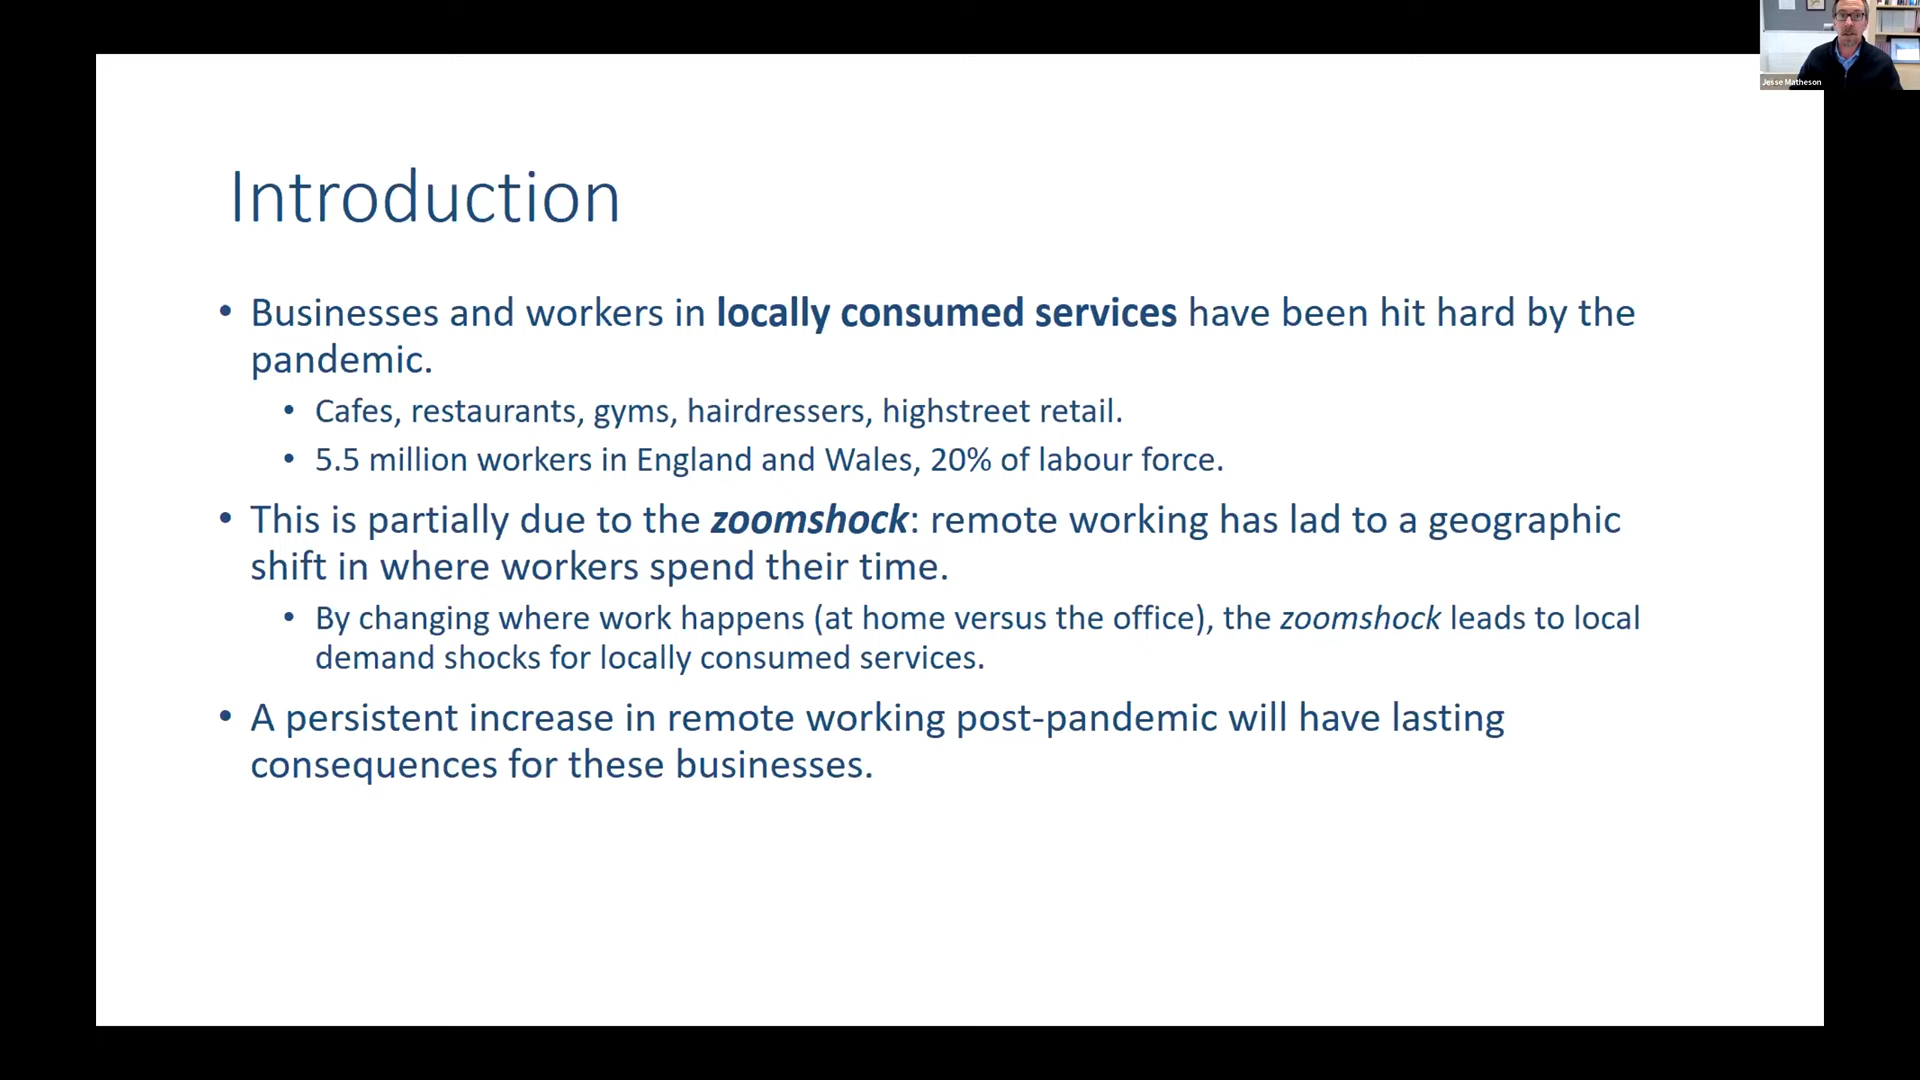 Jesse Matheson
Introduction
• Businesses and workers in locally consumed services have been hit hard by the
pandemic.
• Cafes, restaurants, gyms, hairdressers, highstreet retail.
• 5.5 million workers in England and Wales, 20% of labour force.
• This is partially due to the zoomshock: remote working has lad to a geographic
shift in where workers spend their time.
• By changing where work happens (at home versus the office), the zoomshock leads to local
demand shocks for locally consumed services.
• A persistent increase in remote working post-pandemic will have lasting
consequences for these businesses.